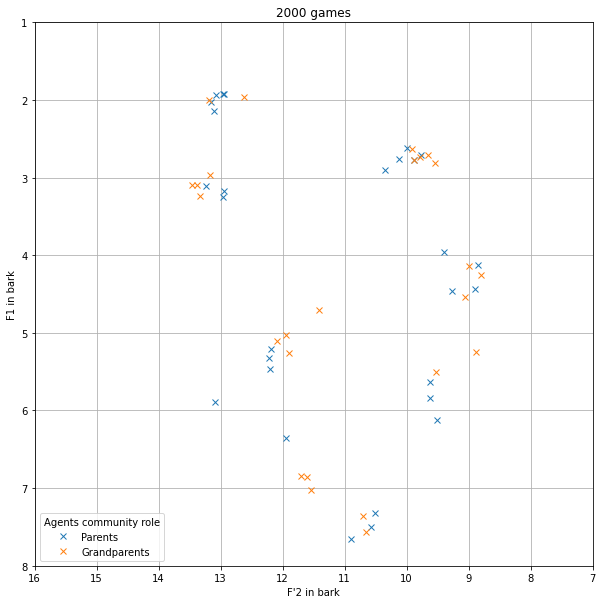 2000 games
1
2
3
4
5
6
7
8
F1 in bark
Agents community role
Parents
Grandparents
16 15 14 13 12 11 10 9 8 7
F'2 in bark